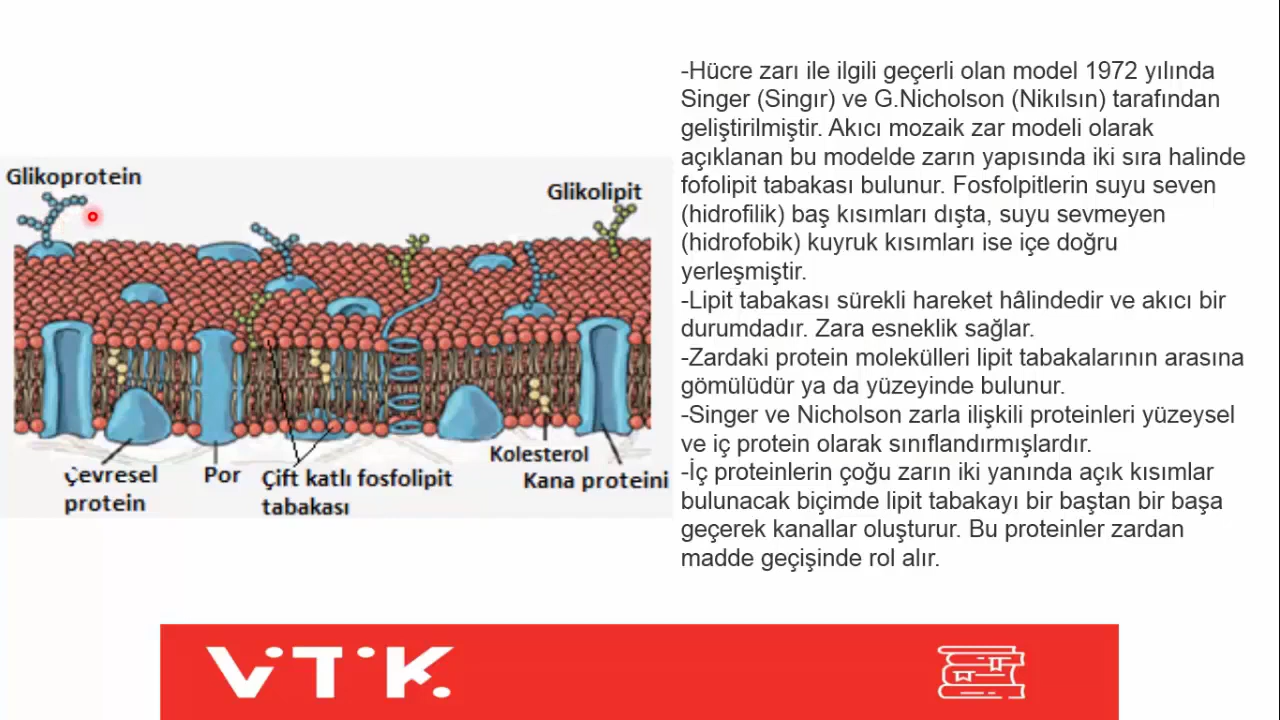 Glikoprotein
Glikolipit
Çevresel
protein
Por
Çift katlı fosfolipit
tabakası
Kolesterol
Kana proteini
-Hücre zarı ile ilgili geçerli olan model 1972 yılında
Singer (Singır) ve G.Nicholson (Nikılsın) tarafından
geliştirilmiştir. Akıcı mozaik zar modeli olarak
açıklanan bu modelde zarın yapısında iki sıra halinde
fofolipit tabakası bulunur. Fosfolpitlerin suyu seven
(hidrofilik) baş kısımları dışta, suyu sevmeyen
(hidrofobik) kuyruk kısımları ise içe doğru
yerleşmiştir.
-Lipit tabakası sürekli hareket hâlindedir ve akıcı bir
durumdadır. Zara esneklik sağlar.
-Zardaki protein molekülleri lipit tabakalarının arasına
gömülüdür ya da yüzeyinde bulunur.
-Singer ve Nicholson zarla ilişkili proteinleri yüzeysel
ve iç protein olarak sınıflandırmışlardır.
-İç proteinlerin çoğu zarın iki yanında açık kısımlar
bulunacak biçimde lipit tabakayı bir baştan bir başa
geçerek kanallar oluşturur. Bu proteinler zardan
madde geçişinde rol alır.
ViTiK.